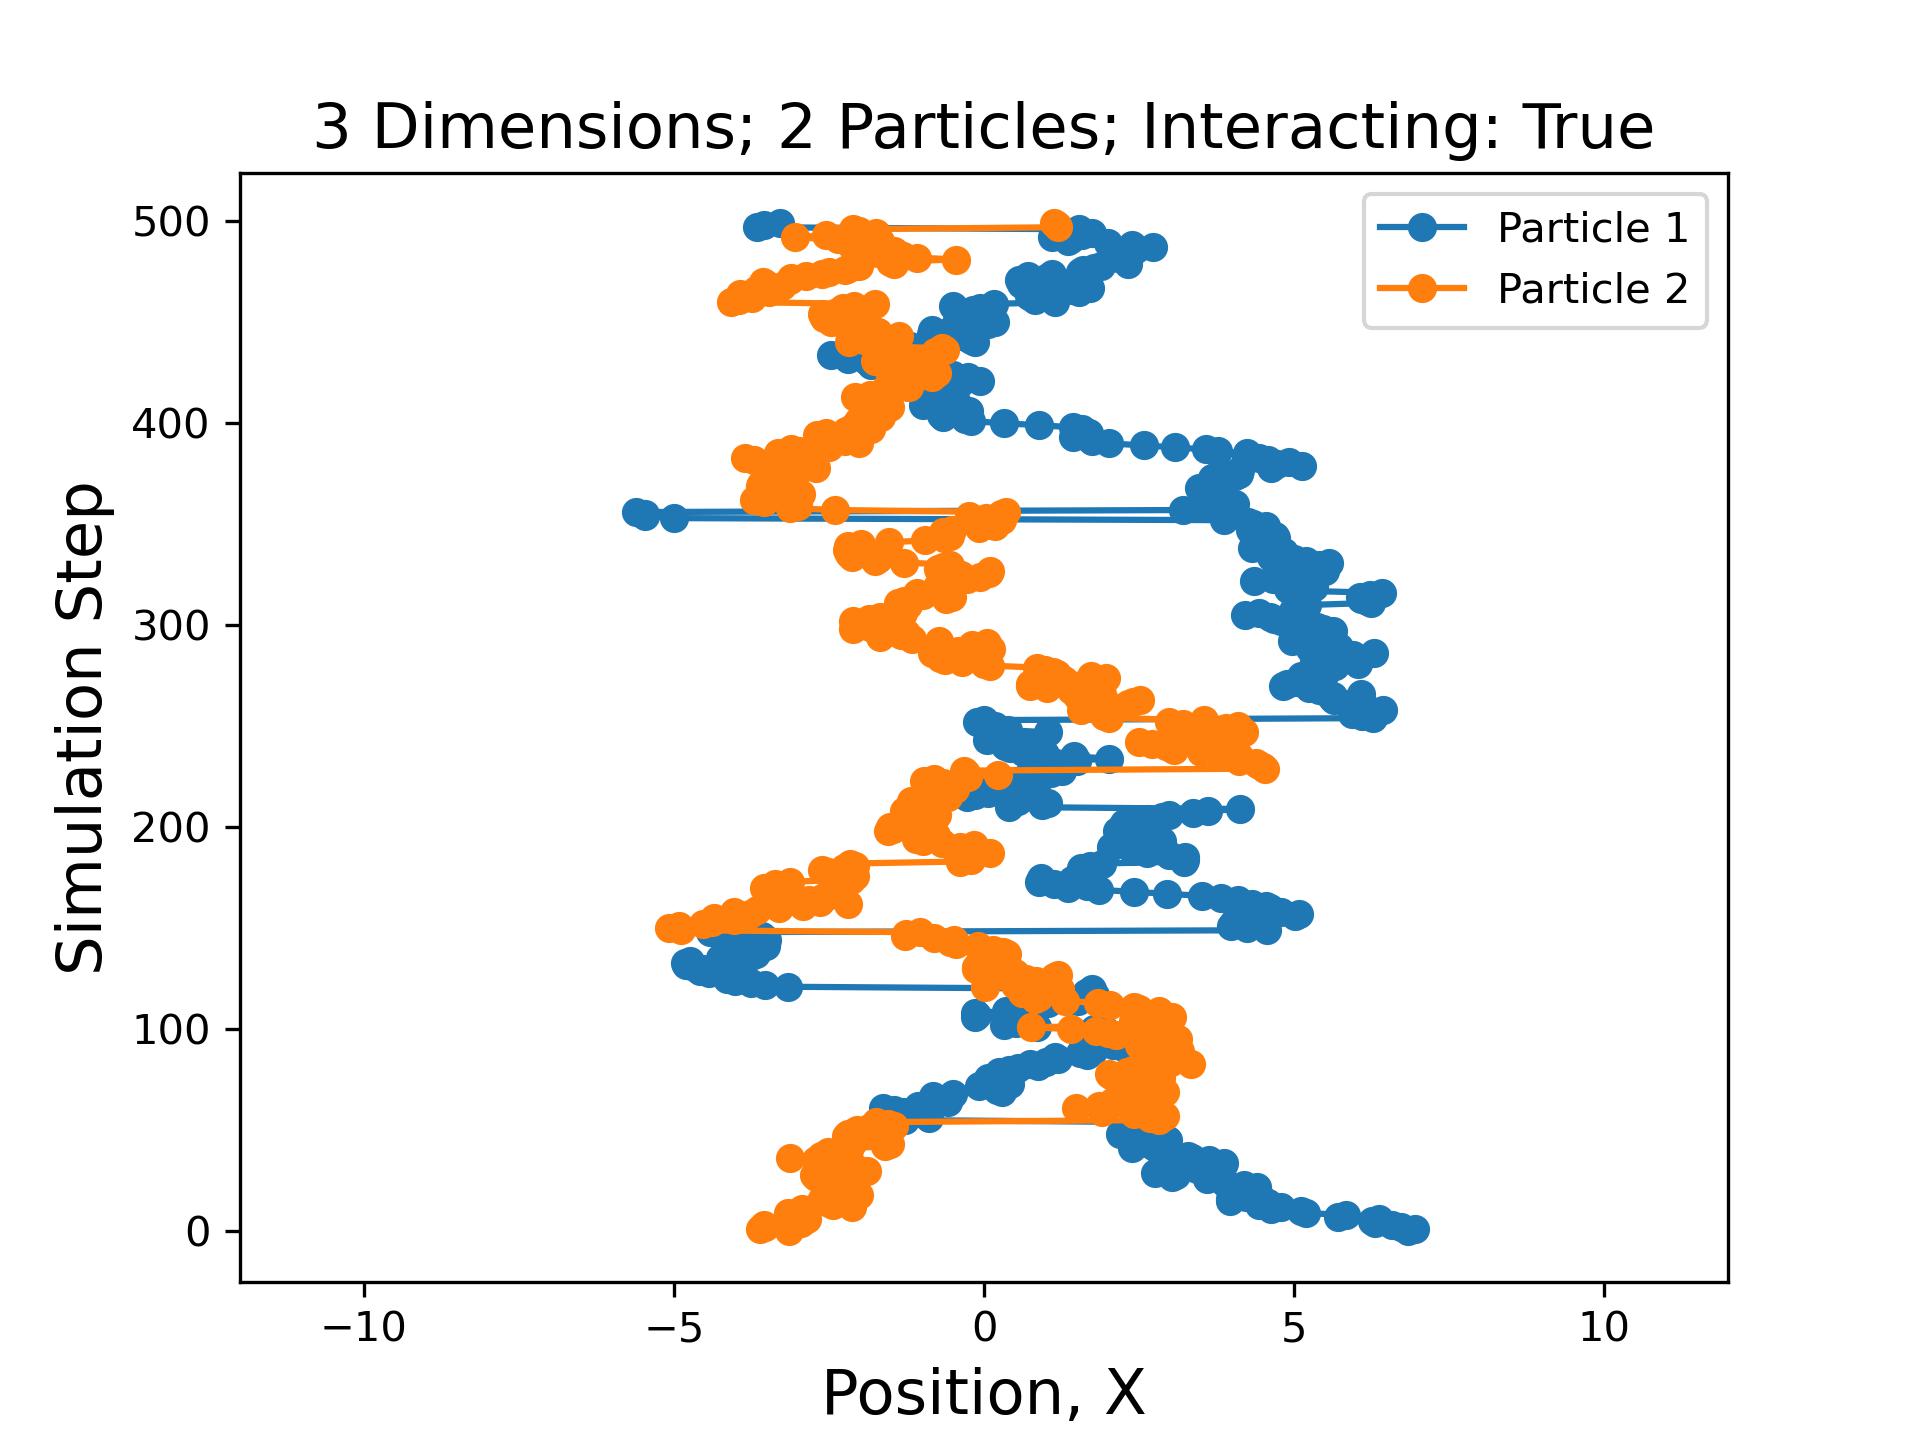 3 Dimensions; 2 Particles; Interacting: True
Particle 1
Particle 2
Simulation Step
500
400
300
200
100
0
−10
−5
0
5
10
Position, X